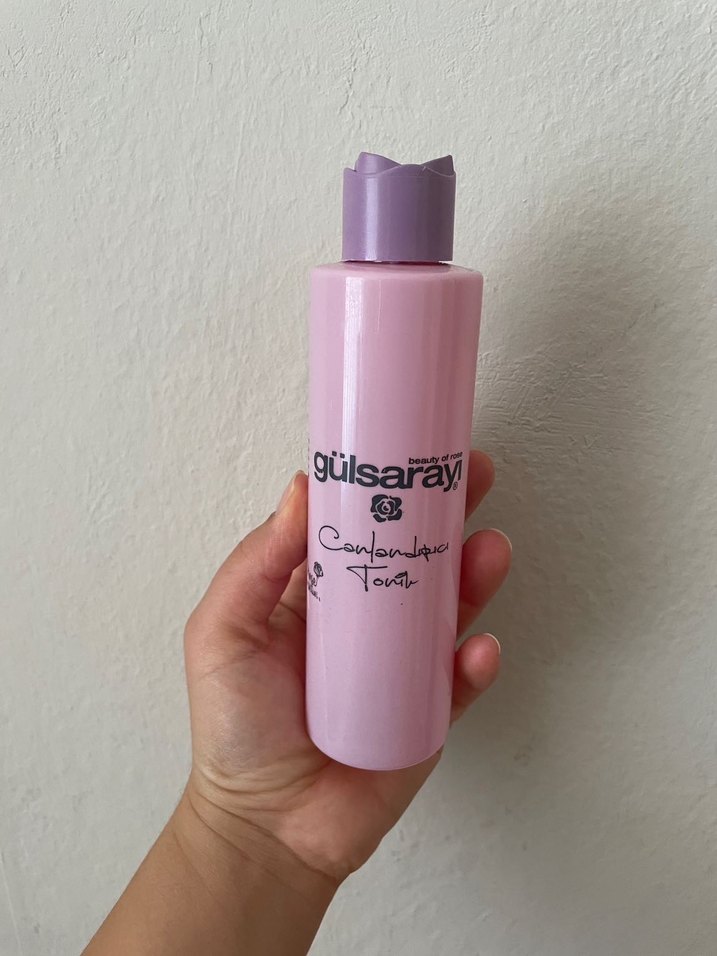 beauty of rose
gülsarayı
®
Canlandırıcı
Tonik